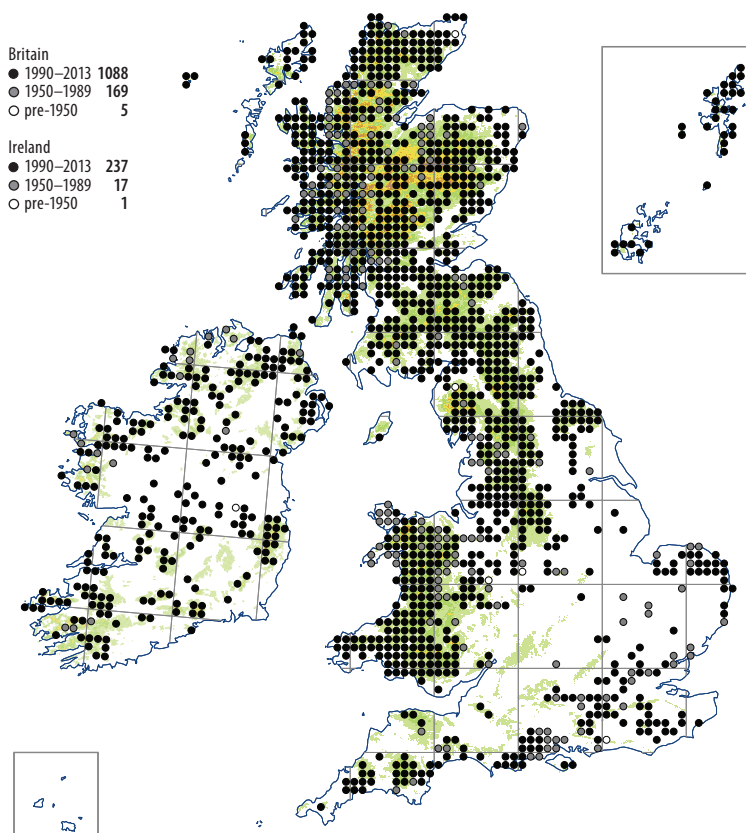 Britain
1990–2013 1088
1950–1989 169
pre-1950 5
Ireland
1990–2013 237
1950–1989 17
pre-1950 1